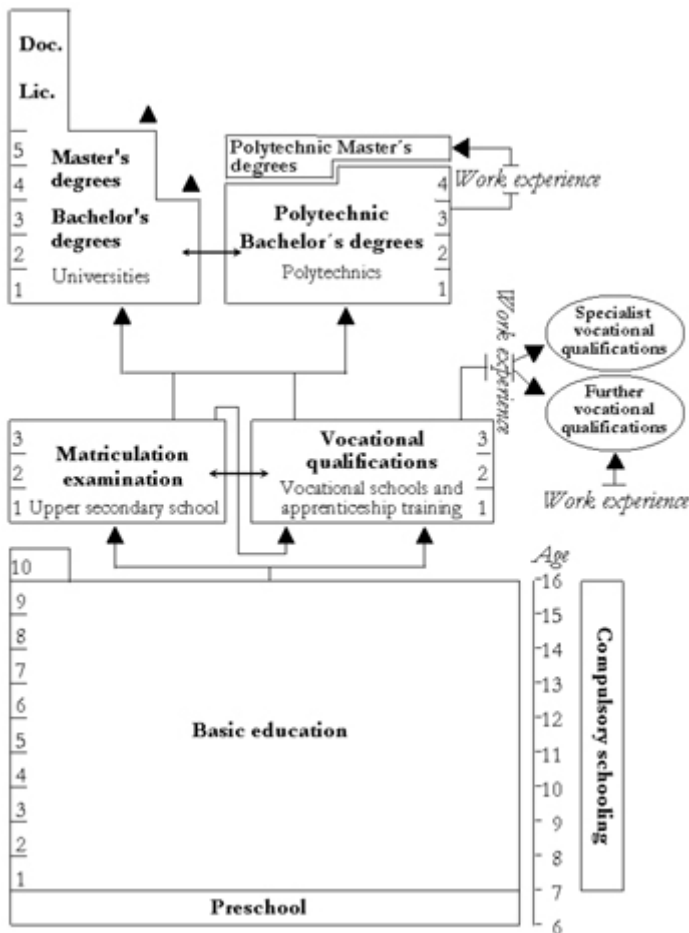 Doc.
Lic.
5
4
3
2
1
Master's
degrees
Bachelor's
degrees
Universities
Polytechnic Master´s
degrees
Work experience
4
3
2
1
Polytechnic
Bachelor´s degrees
Polytechnics
Work experience
Specialist
vocational
qualifications
Further
vocational
qualifications
Work experience
3
2
1
Matriculation
examination
Upper secondary school
Vocational
qualifications
Vocational schools and
apprenticeship training
3
2
1
10
9
8
7
6
5
4
3
2
1
Basic education
Preschool
Age
16
15
14
13
12
11
10
9
8
7
6
Compulsory schooling